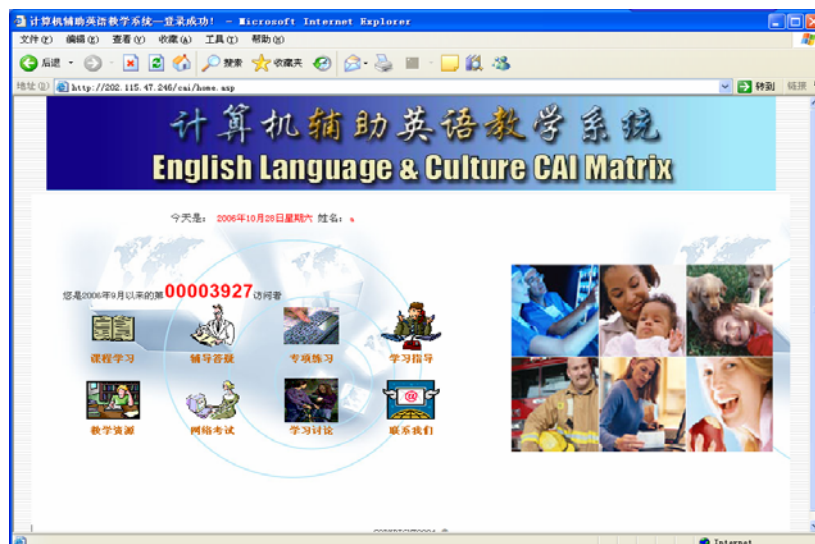 计算机辅助英语教学系统—登录成功! - Microsoft Internet Explorer
文件(F) 编辑(E) 查看(V) 收藏(A) 工具(T) 帮助(H)
后退 搜索 收藏夹
地址(D) http://202.115.47.246/cai/home.asp 转到 链接
计算机辅助英语教学系统
English Language & Culture CAI Matrix
今天是: 2006年10月28日星期六 姓名:
您是2006年9月以来的第00003927访问者
课程学习 辅导答疑 专项练习 学习指导
教学资源 网络考试 学习讨论 联系我们
Internet